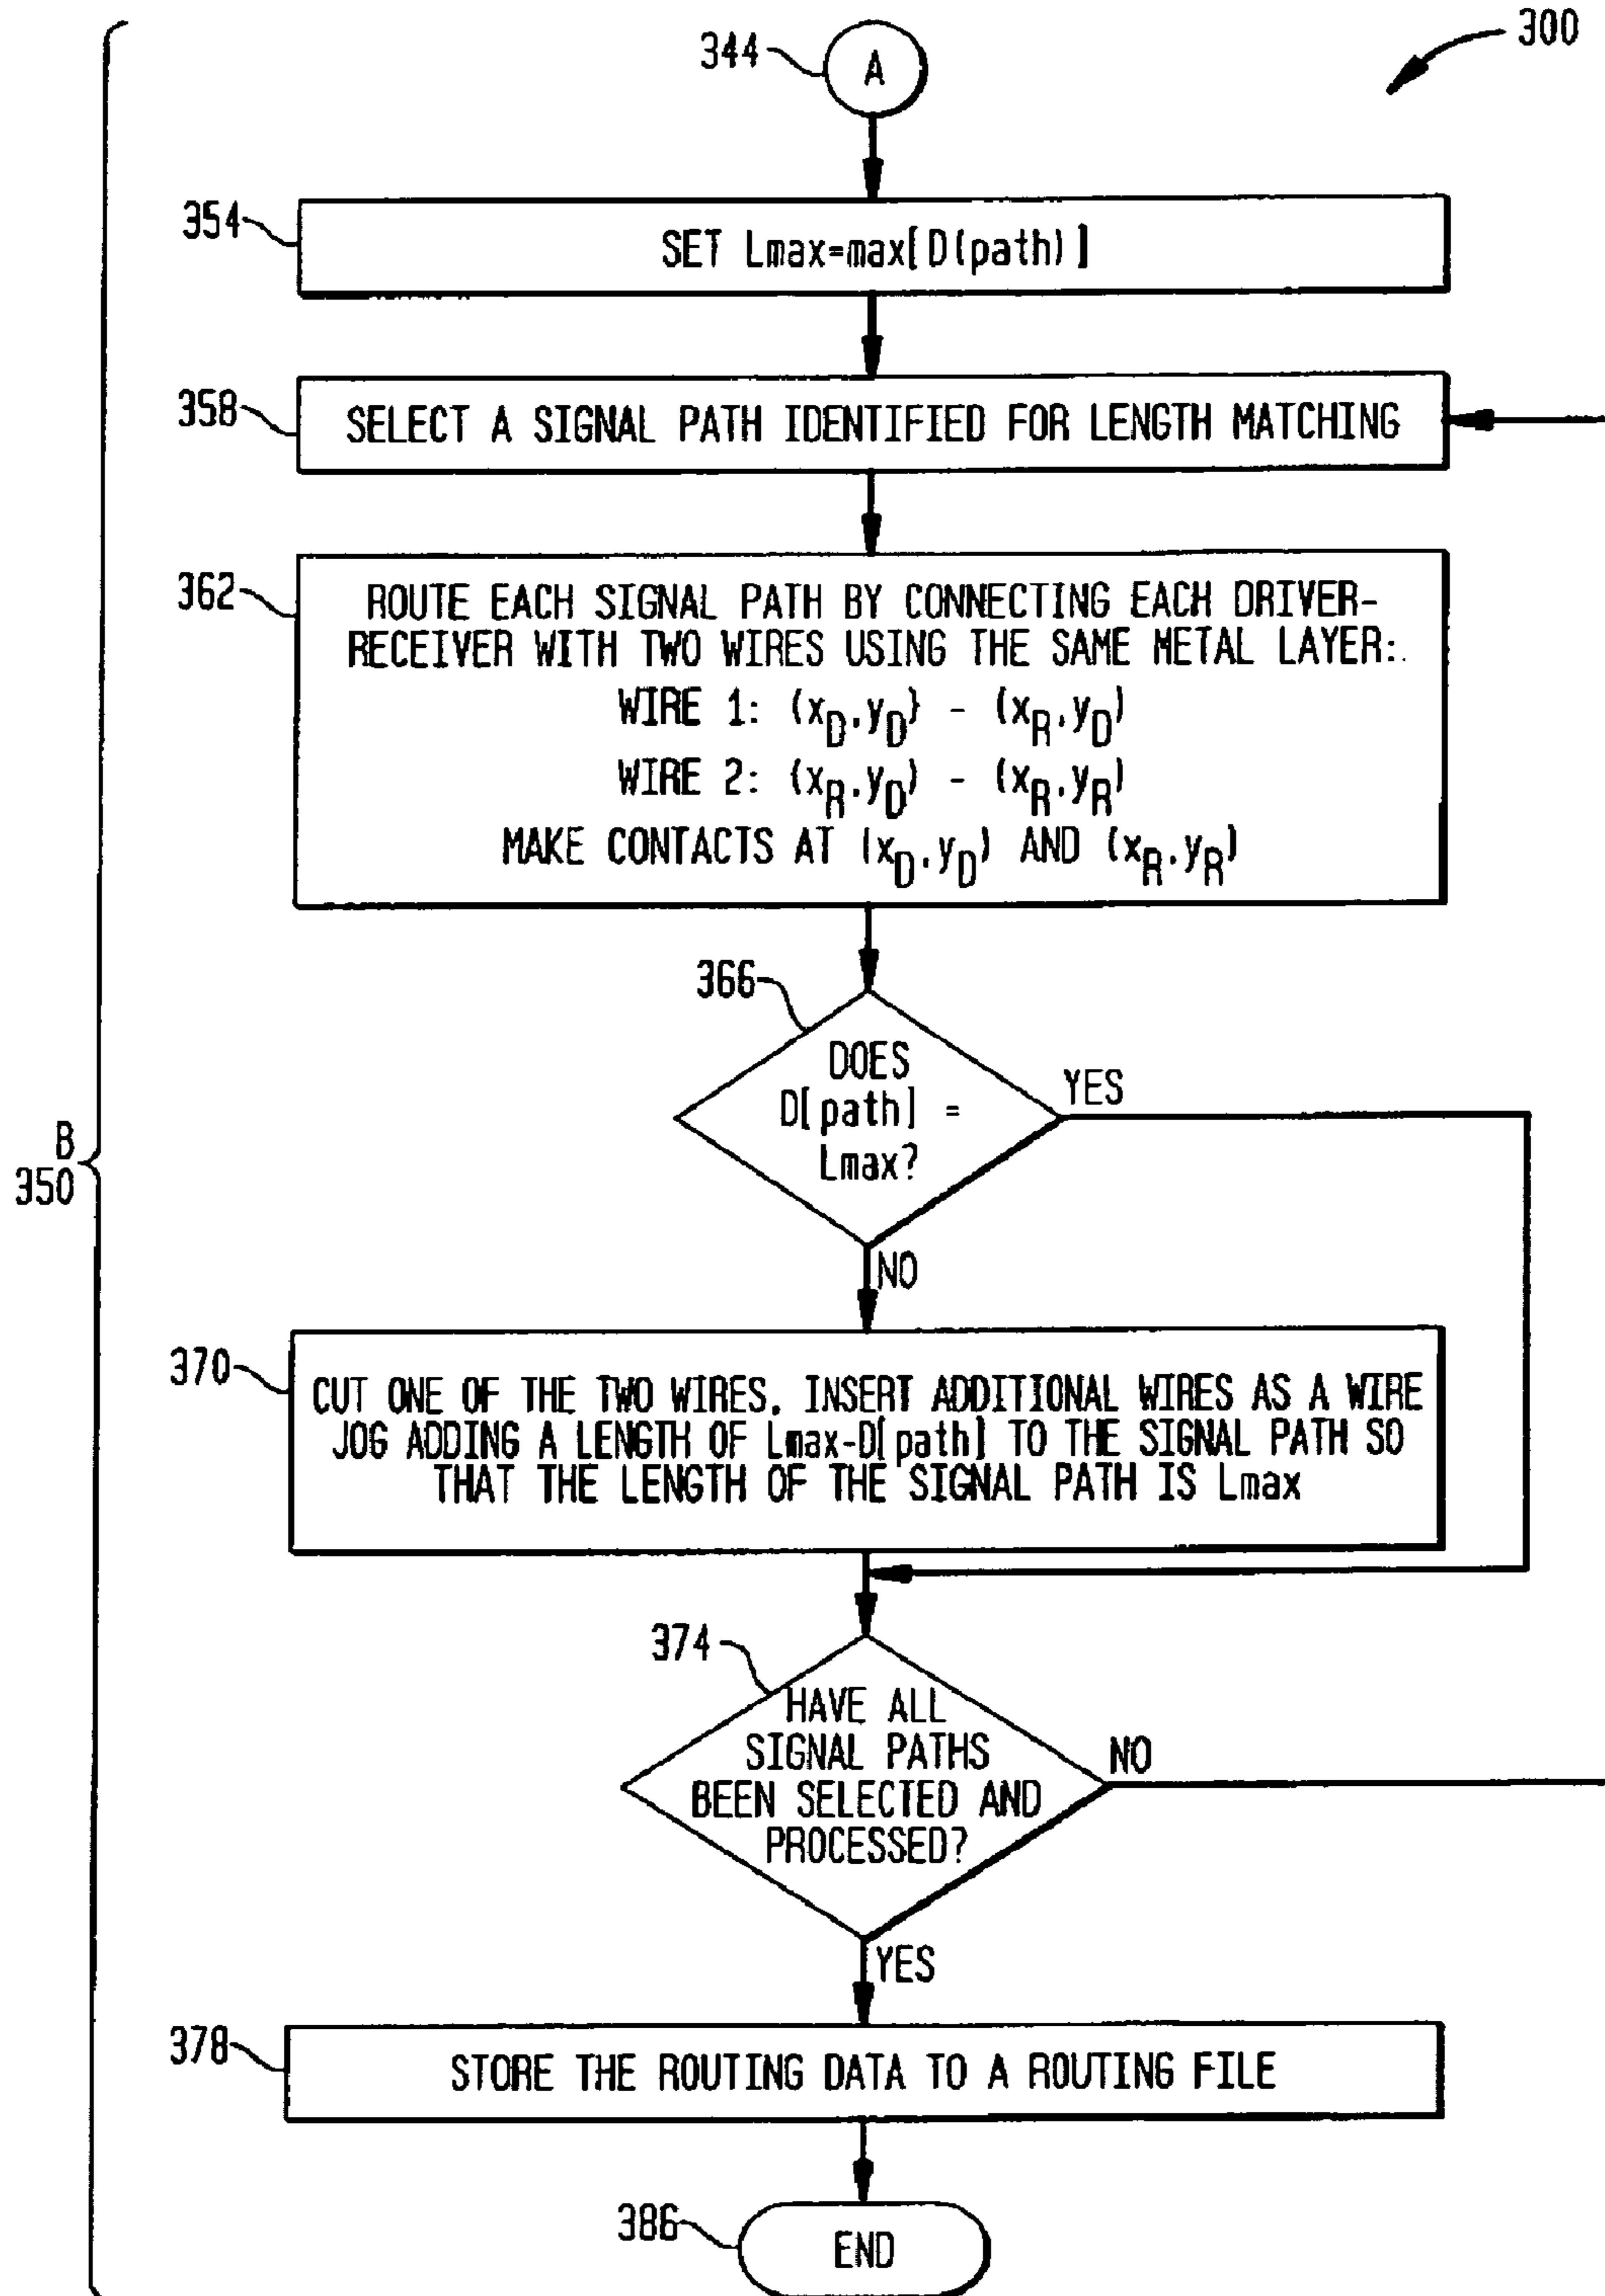 300
344
A
354
SET Lmax=max[D(path)]
358
SELECT A SIGNAL PATH IDENTIFIED FOR LENGTH MATCHING
362
ROUTE EACH SIGNAL PATH BY CONNECTING EACH DRIVER-
RECEIVER WITH TWO WIRES USING THE SAME METAL LAYER:
WIRE 1: (xD,yD) - (xR,yD)
WIRE 2: (xR,yD) - (xR,yR)
MAKE CONTACTS AT (xD,yD) AND (xR,yR)
366
DOES
D[path] =
Lmax?
YES
NO
B
350
370
CUT ONE OF THE TWO WIRES, INSERT ADDITIONAL WIRES AS A WIRE
JOG ADDING A LENGTH OF Lmax-D[path] TO THE SIGNAL PATH SO
THAT THE LENGTH OF THE SIGNAL PATH IS Lmax
374
HAVE ALL
SIGNAL PATHS
BEEN SELECTED AND
PROCESSED?
NO
YES
378
STORE THE ROUTING DATA TO A ROUTING FILE
386
END